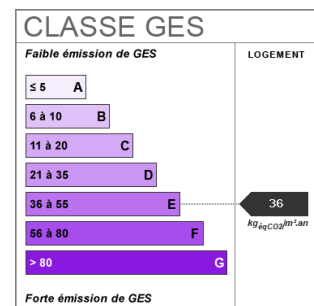 CLASSE GES
Faible émission de GES
LOGEMENT
≤ 5 A
6 à 10 B
11 à 20 C
21 à 35 D
36 à 55 E
36
kgéqCO2/m².an
56 à 80 F
> 80 G
Forte émission de GES